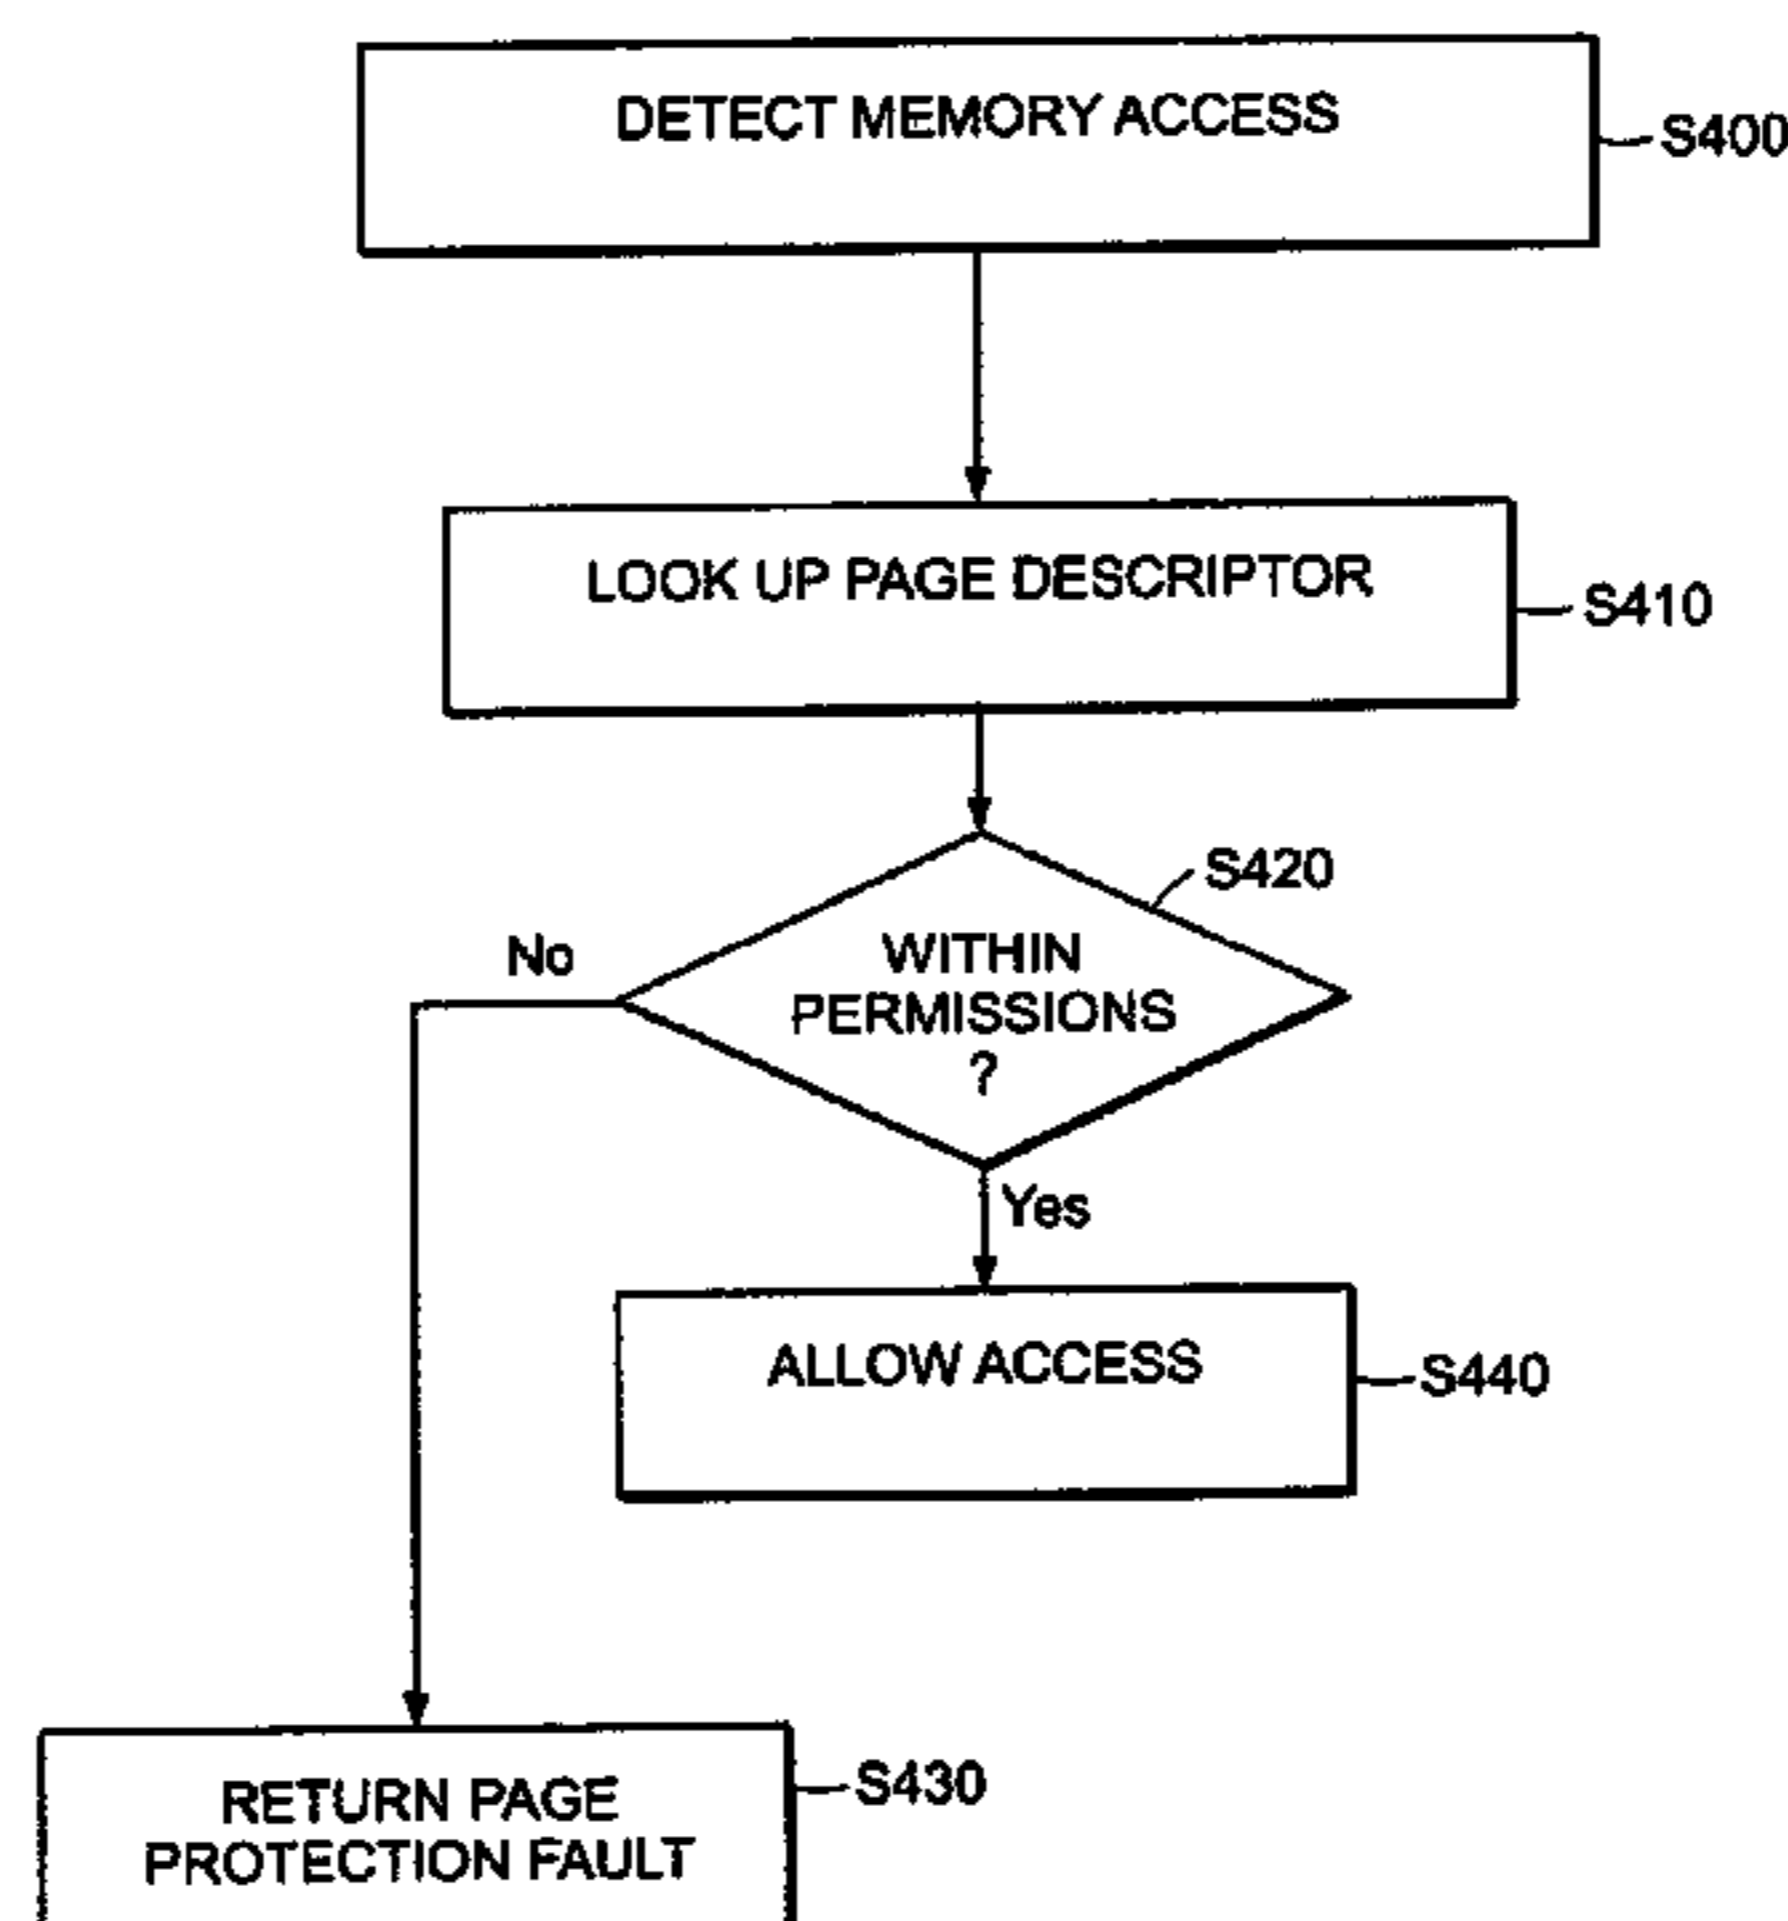 DETECT MEMORY ACCESS
S400
LOOK UP PAGE DESCRIPTOR
S410
S420
No
WITHIN
PERMISSIONS
?
Yes
ALLOW ACCESS
S440
RETURN PAGE
PROTECTION FAULT
S430